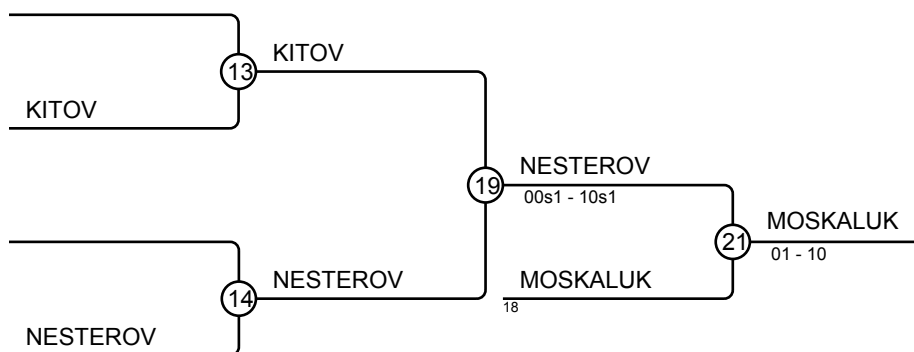 KITOV
13
KITOV
NESTEROV
19
00s1 - 10s1
MOSKALUK
21
01 - 10
NESTEROV
14
MOSKALUK
18
NESTEROV